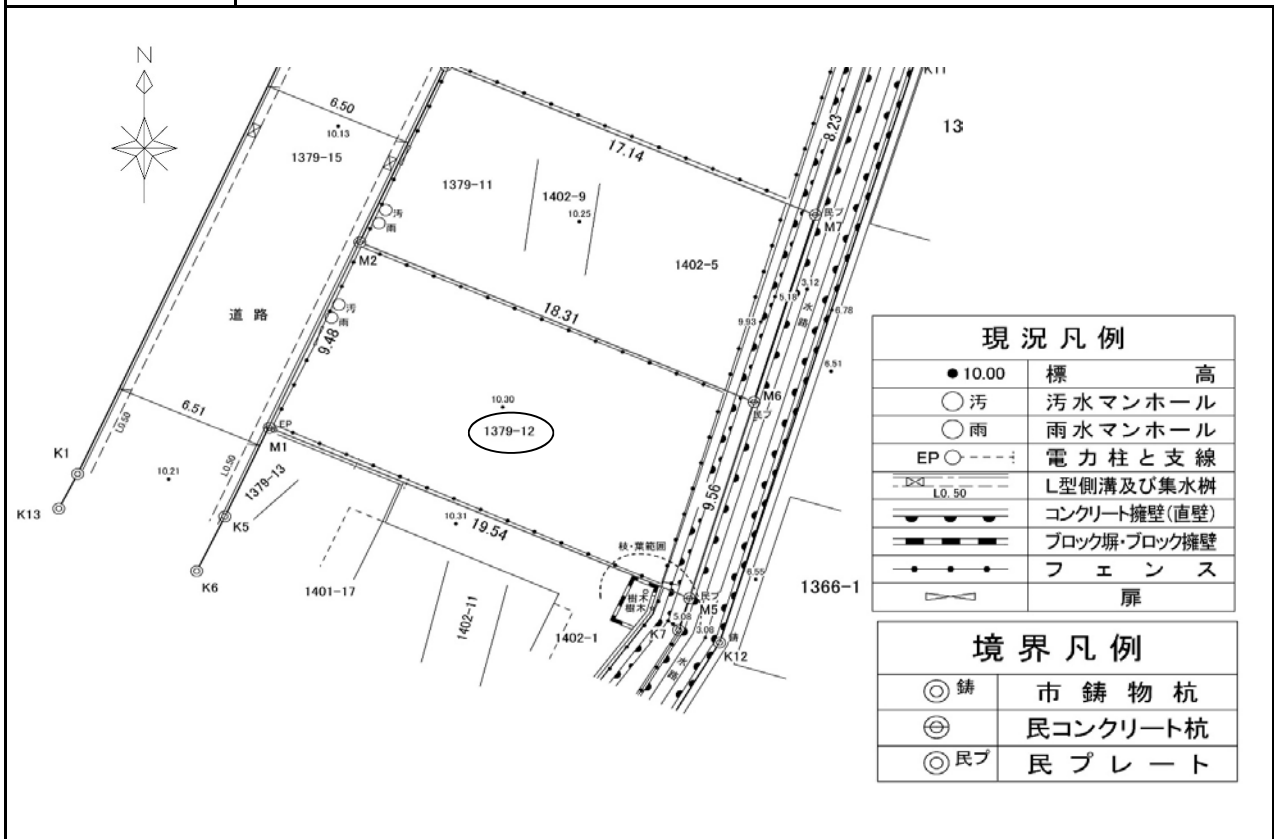 N
K11
13
6.50
10.13
1379-15
17.14
8.23
1379-11
1402-9
10.25
汚
雨
民プ
M7
M2
1402-5
3.12
5.18
水路
6.78
9.93
道路
汚
雨
18.31
9.48
6.51
M6
民プ
10.30
1379-12
6.51
EP
M1
L0.50
L0.50
K1
10.21
1379-13
K13
K5
K6
9.56
10.31
19.54
枝・葉範囲
6.55
1366-1
1401-17
1402-11
1402-1
樹木
樹木
民プ
M5
5.08
K7
3.08
鋳
K12
水路
現況凡例
10.00 標高
汚 汚水マンホール
雨 雨水マンホール
EP 電力柱と支線
L0.50 L型側溝及び集水桝
コンクリート擁壁(直壁)
ブロック塀・ブロック擁壁
フェンス
扉
境界凡例
鋳 市鋳物杭
民コンクリート杭
民プ 民プレート